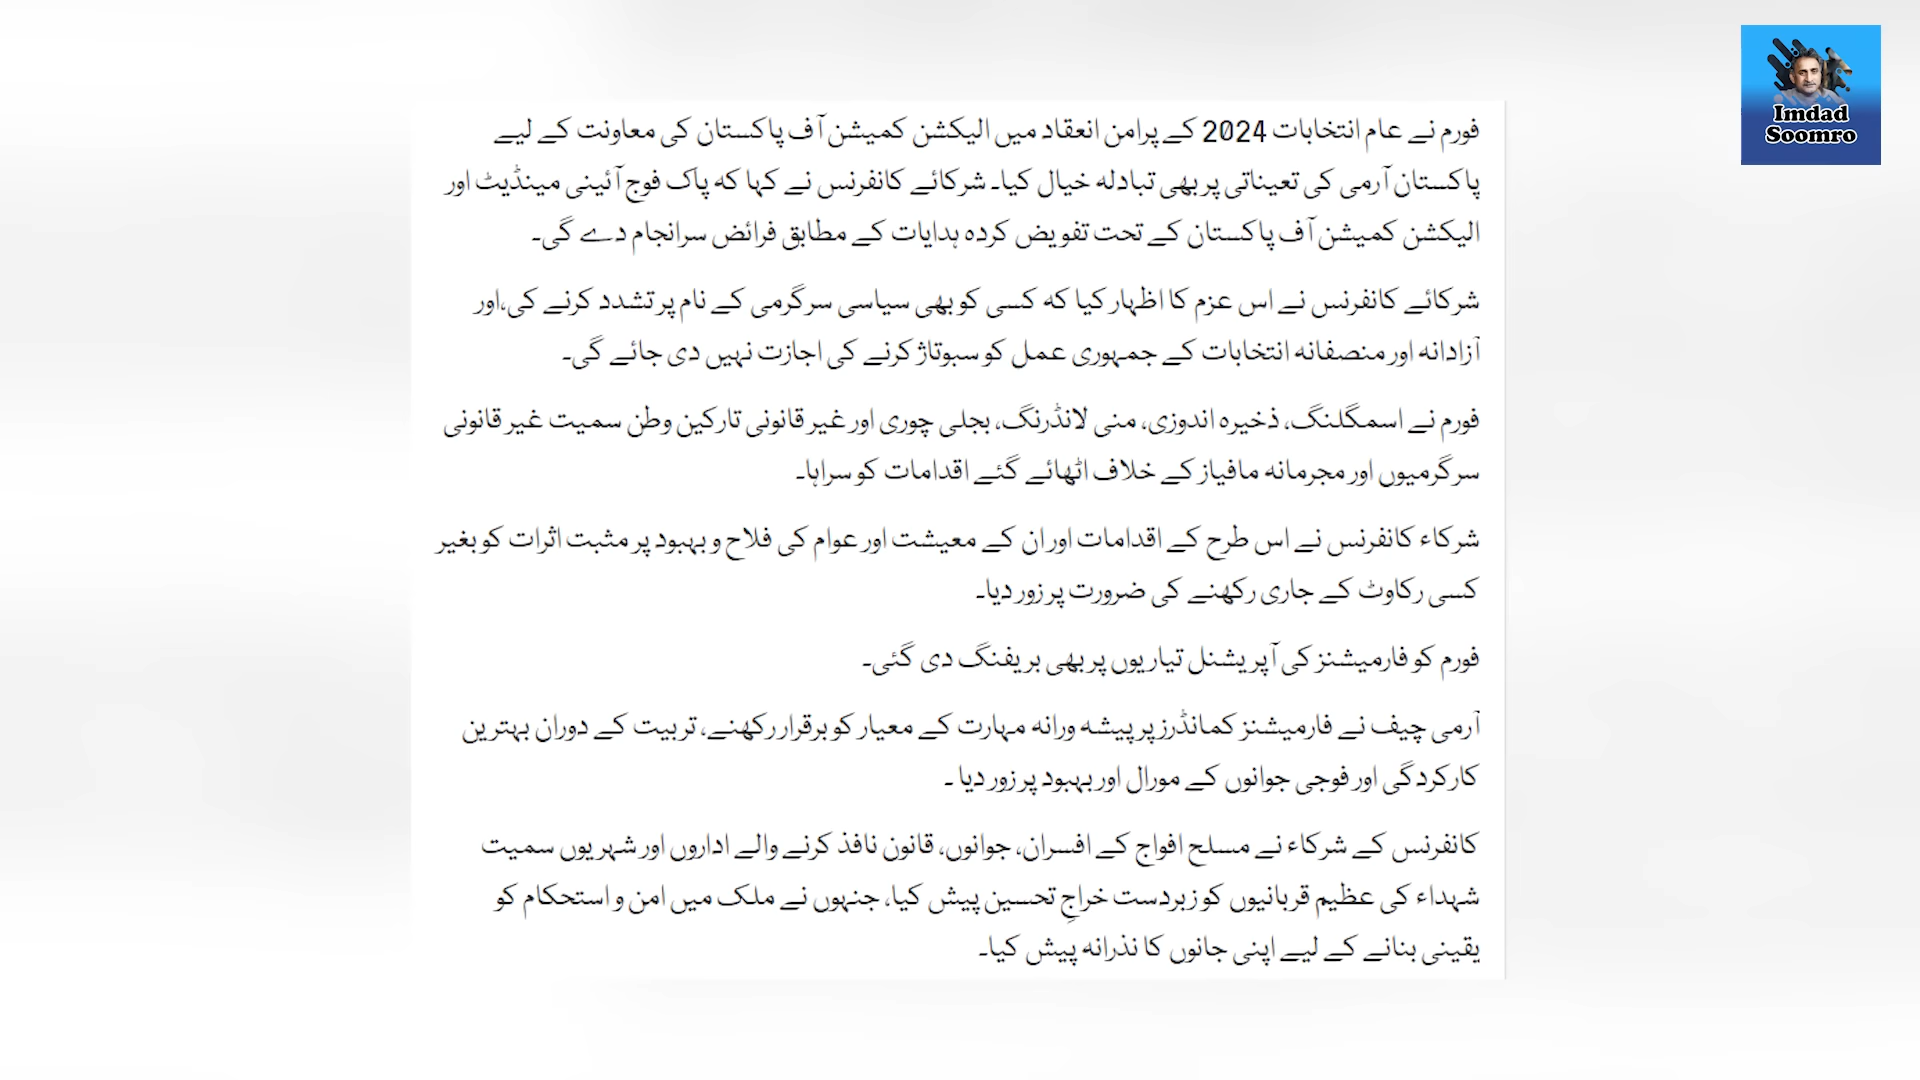 Imdad
Soomro
فورم نے عام انتخابات 2024 کے پرامن انعقاد میں الیکشن کمیشن آف پاکستان کی معاونت کے لیے
پاکستان آرمی کی تعیناتی پر بھی تبادلہ خیال کیا۔ شرکائے کانفرنس نے کہا کہ پاک فوج آئینی مینڈیٹ اور
الیکشن کمیشن آف پاکستان کے تحت تفویض کردہ ہدایات کے مطابق فرائض سرانجام دے گی۔
شرکائے کانفرنس نے اس عزم کا اظہار کیا کہ کسی کو بھی سیاسی سرگرمی کے نام پر تشدد کرنے کی،اور
آزادانہ اور منصفانہ انتخابات کے جمہوری عمل کو سبوتاژ کرنے کی اجازت نہیں دی جائے گی۔
فورم نے اسمگلنگ، ذخیرہ اندوزی، منی لانڈرنگ، بجلی چوری اور غیر قانونی تارکین وطن سمیت غیر قانونی
سرگرمیوں اور مجرمانہ مافیاز کے خلاف اٹھائے گئے اقدامات کو سراہا۔
شرکاء کانفرنس نے اس طرح کے اقدامات اور ان کے معیشت اور عوام کی فلاح و بہبود پر مثبت اثرات کو بغیر
کسی رکاوٹ کے جاری رکھنے کی ضرورت پر زور دیا۔
فورم کو فارمیشنز کی آپریشنل تیاریوں پر بھی بریفنگ دی گئی۔
آرمی چیف نے فارمیشنز کمانڈرز پر پیشہ ورانہ مہارت کے معیار کو برقرار رکھنے، تربیت کے دوران بہترین
کارکردگی اور فوجی جوانوں کے مورال اور بہبود پر زور دیا ۔
کانفرنس کے شرکاء نے مسلح افواج کے افسران، جوانوں، قانون نافذ کرنے والے اداروں اور شہریوں سمیت
شہداء کی عظیم قربانیوں کو زبردست خراجِ تحسین پیش کیا، جنہوں نے ملک میں امن و استحکام کو
یقینی بنانے کے لیے اپنی جانوں کا نذرانہ پیش کیا۔